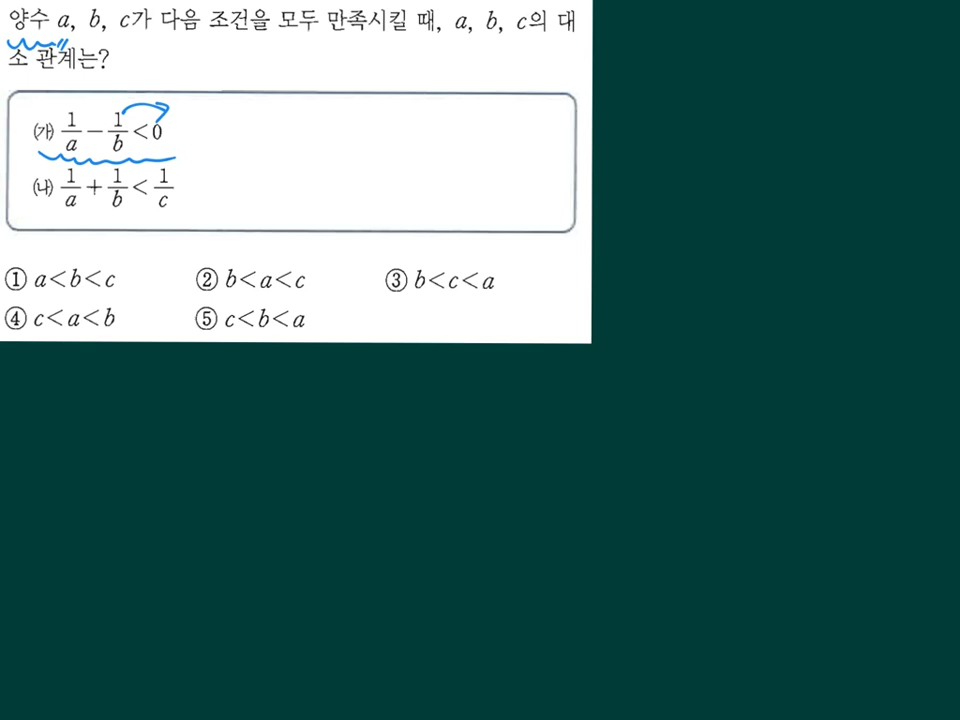 양수 a, b, c가 다음 조건을 모두 만족시킬 때, a, b, c의 대
소 관계는?
(가) 1/a − 1/b < 0
(나) 1/a + 1/b < 1/c
① a<b<c ② b<a<c ③ b<c<a
④ c<a<b ⑤ c<b<a